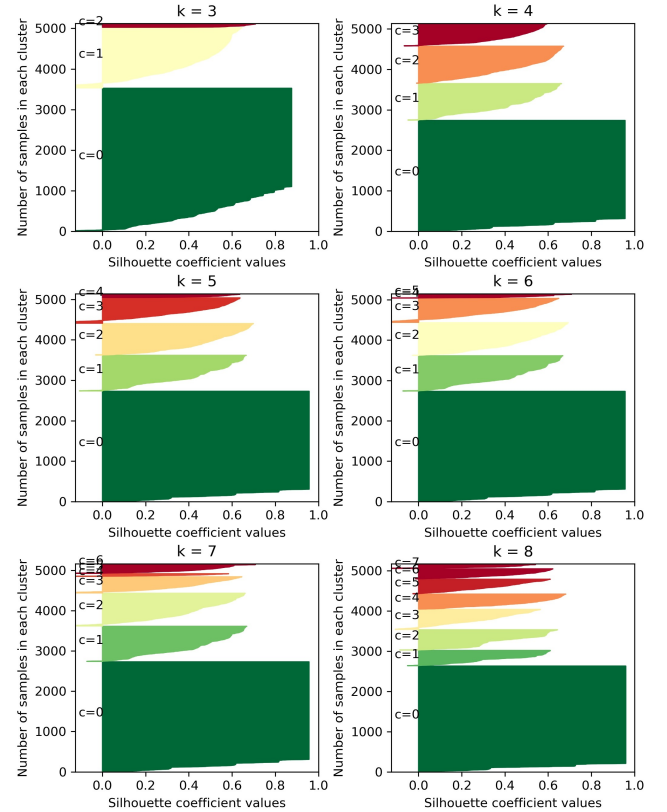 k = 3
Number of samples in each cluster
5000
4000
3000
2000
1000
0
c=2
c=1
c=0
0.0 0.2 0.4 0.6 0.8 1.0
Silhouette coefficient values
k = 4
Number of samples in each cluster
5000
4000
3000
2000
1000
0
c=3
c=2
c=1
c=0
0.0 0.2 0.4 0.6 0.8 1.0
Silhouette coefficient values
k = 5
Number of samples in each cluster
5000
4000
3000
2000
1000
0
c=4
c=3
c=2
c=1
c=0
0.0 0.2 0.4 0.6 0.8 1.0
Silhouette coefficient values
k = 6
Number of samples in each cluster
5000
4000
3000
2000
1000
0
c=5
c=4
c=3
c=2
c=1
c=0
0.0 0.2 0.4 0.6 0.8 1.0
Silhouette coefficient values
k = 7
Number of samples in each cluster
5000
4000
3000
2000
1000
0
c=6
c=3
c=2
c=1
c=0
0.0 0.2 0.4 0.6 0.8 1.0
Silhouette coefficient values
k = 8
Number of samples in each cluster
5000
4000
3000
2000
1000
0
c=7
c=6
c=5
c=4
c=3
c=2
c=1
c=0
0.0 0.2 0.4 0.6 0.8 1.0
Silhouette coefficient values